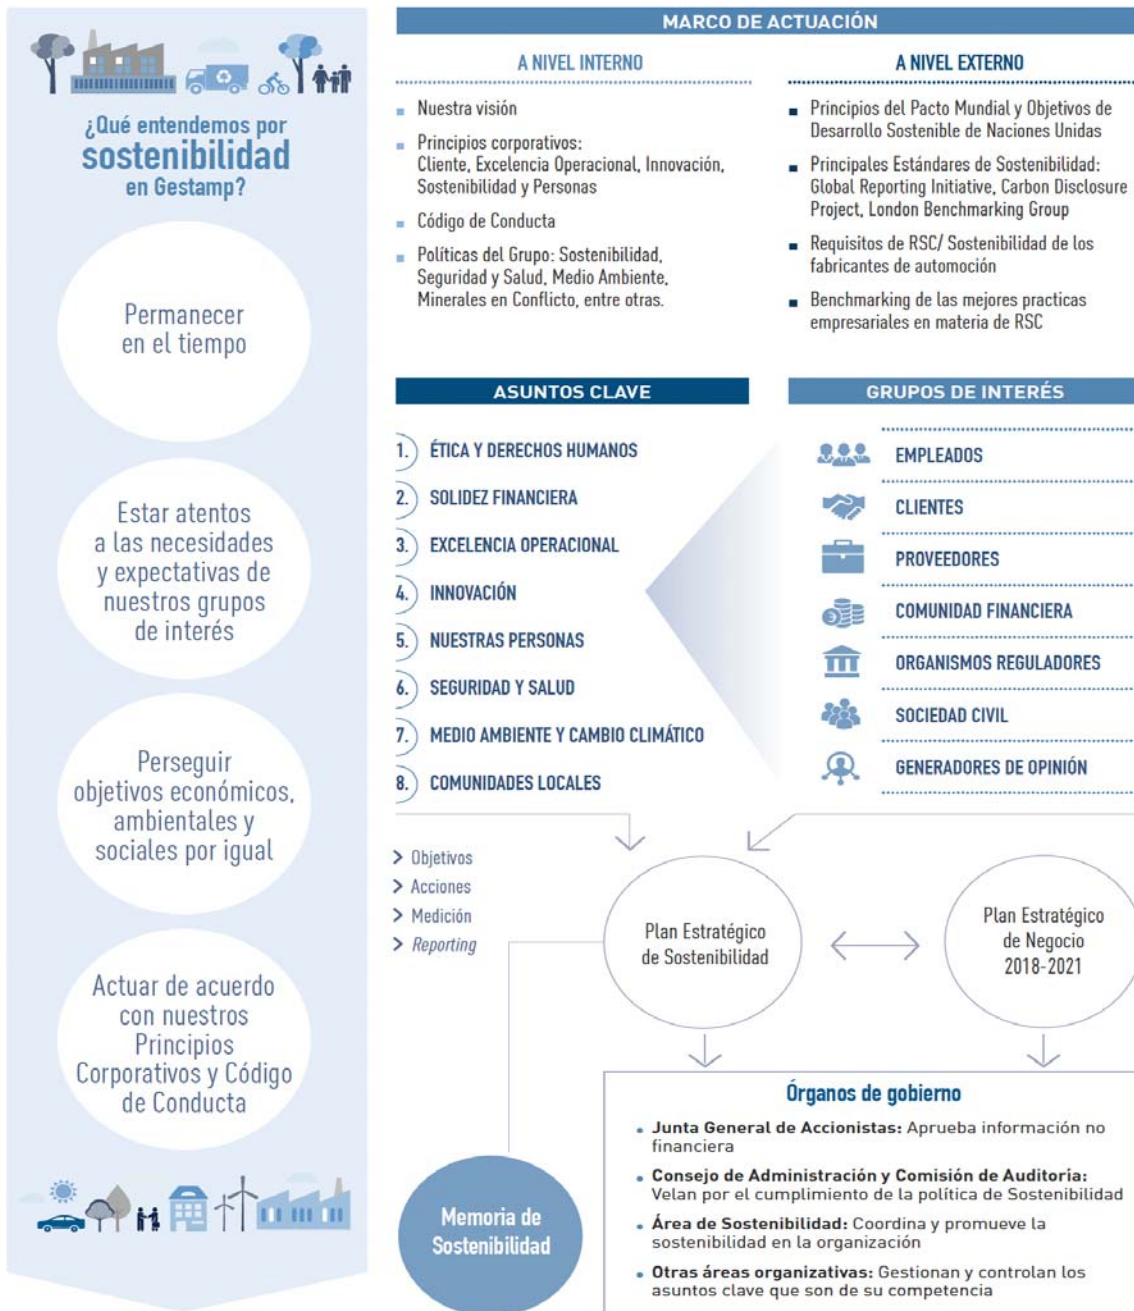 ¿Qué entendemos por
sostenibilidad
en Gestamp?
Permanecer
en el tiempo
Estar atentos
a las necesidades
y expectativas de
nuestros grupos
de interés
Perseguir
objetivos económicos,
ambientales y
sociales por igual
Actuar de acuerdo
con nuestros
Principios
Corporativos y Código
de Conducta
MARCO DE ACTUACIÓN
A NIVEL INTERNO
Nuestra visión
Principios corporativos:
Cliente, Excelencia Operacional, Innovación,
Sostenibilidad y Personas
Código de Conducta
Políticas del Grupo: Sostenibilidad,
Seguridad y Salud, Medio Ambiente,
Minerales en Conflicto, entre otras.
A NIVEL EXTERNO
Principios del Pacto Mundial y Objetivos de
Desarrollo Sostenible de Naciones Unidas
Principales Estándares de Sostenibilidad:
Global Reporting Initiative, Carbon Disclosure
Project, London Benchmarking Group
Requisitos de RSC/ Sostenibilidad de los
fabricantes de automoción
Benchmarking de las mejores practicas
empresariales en materia de RSC
ASUNTOS CLAVE
1. ÉTICA Y DERECHOS HUMANOS
2. SOLIDEZ FINANCIERA
3. EXCELENCIA OPERACIONAL
4. INNOVACIÓN
5. NUESTRAS PERSONAS
6. SEGURIDAD Y SALUD
7. MEDIO AMBIENTE Y CAMBIO CLIMÁTICO
8. COMUNIDADES LOCALES
GRUPOS DE INTERÉS
EMPLEADOS
CLIENTES
PROVEEDORES
COMUNIDAD FINANCIERA
ORGANISMOS REGULADORES
SOCIEDAD CIVIL
GENERADORES DE OPINIÓN
> Objetivos
> Acciones
> Medición
> Reporting
Plan Estratégico
de Sostenibilidad
Plan Estratégico
de Negocio
2018-2021
Memoria de
Sostenibilidad
Órganos de gobierno
• Junta General de Accionistas: Aprueba información no
financiera
• Consejo de Administración y Comisión de Auditoría:
Velan por el cumplimiento de la política de Sostenibilidad
• Área de Sostenibilidad: Coordina y promueve la
sostenibilidad en la organización
• Otras áreas organizativas: Gestionan y controlan los
asuntos clave que son de su competencia